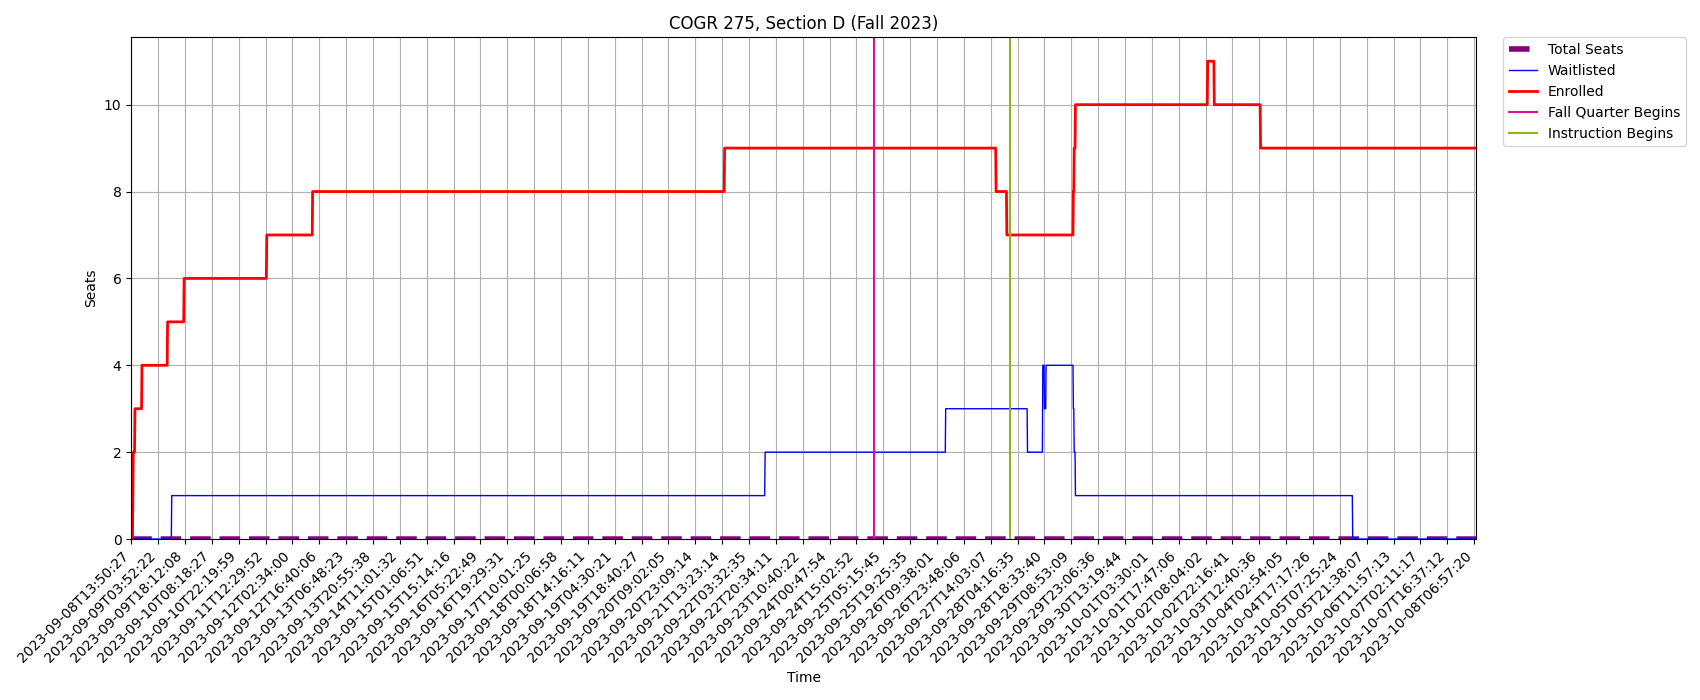 COGR 275, Section D (Fall 2023)
Total Seats
Waitlisted
Enrolled
Fall Quarter Begins
Instruction Begins
Seats
10
8
6
4
2
0
2023-09-08T13:50:27
2023-09-09T03:52:22
2023-09-09T18:12:08
2023-09-10T08:18:27
2023-09-10T22:19:59
2023-09-11T12:29:52
2023-09-12T02:34:00
2023-09-12T16:40:06
2023-09-13T06:48:23
2023-09-13T20:55:38
2023-09-14T11:01:32
2023-09-15T01:06:51
2023-09-15T15:14:16
2023-09-16T05:22:49
2023-09-16T19:29:31
2023-09-17T10:01:25
2023-09-18T00:06:58
2023-09-18T14:16:11
2023-09-19T04:30:21
2023-09-19T18:40:27
2023-09-20T09:02:05
2023-09-20T23:09:14
2023-09-21T13:23:14
2023-09-22T03:32:35
2023-09-22T20:34:11
2023-09-23T10:40:22
2023-09-24T00:47:54
2023-09-24T15:02:52
2023-09-25T05:15:45
2023-09-25T19:25:35
2023-09-26T09:38:01
2023-09-26T23:48:06
2023-09-27T14:03:07
2023-09-28T04:16:35
2023-09-28T18:33:40
2023-09-29T08:53:09
2023-09-29T23:06:36
2023-09-30T13:19:44
2023-10-01T03:30:01
2023-10-01T17:47:06
2023-10-02T08:04:02
2023-10-02T22:16:41
2023-10-03T12:40:36
2023-10-04T02:54:05
2023-10-04T17:17:26
2023-10-05T07:25:24
2023-10-05T21:38:07
2023-10-06T11:57:13
2023-10-07T02:11:17
2023-10-07T16:37:12
2023-10-08T06:57:20
Time